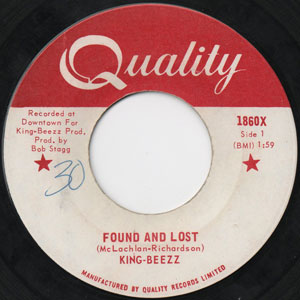 Quality
Recorded at
Downtown For
King-Beezz Prod.
Prod. by
Bob Stagg
1860X
Side 1
(BMI) 1:59
30
FOUND AND LOST
(McLachlan-Richardson)
KING-BEEZZ
MANUFACTURED BY QUALITY RECORDS LIMITED